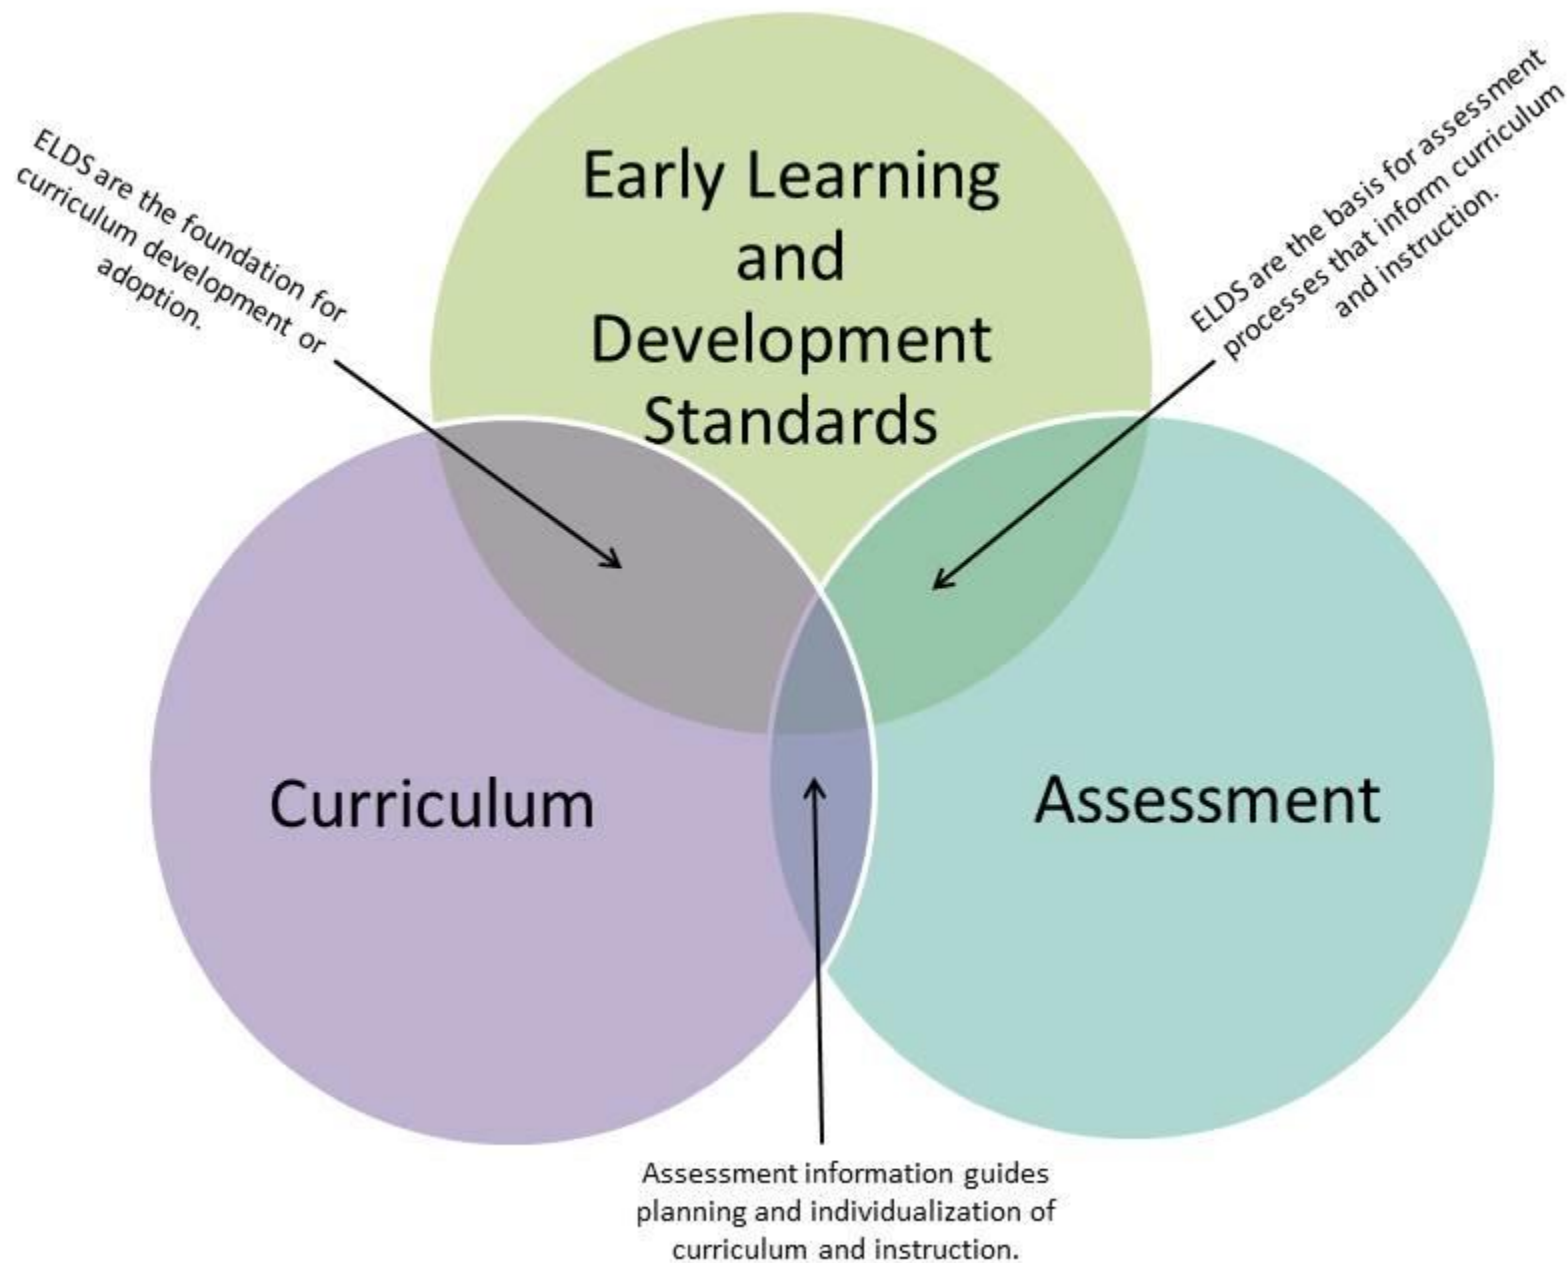 Early Learning
and
Development
Standards
ELDS are the foundation for
curriculum development or
adoption.
ELDS are the basis for assessment
processes that inform curriculum
and instruction.
Curriculum
Assessment
Assessment information guides
planning and individualization of
curriculum and instruction.